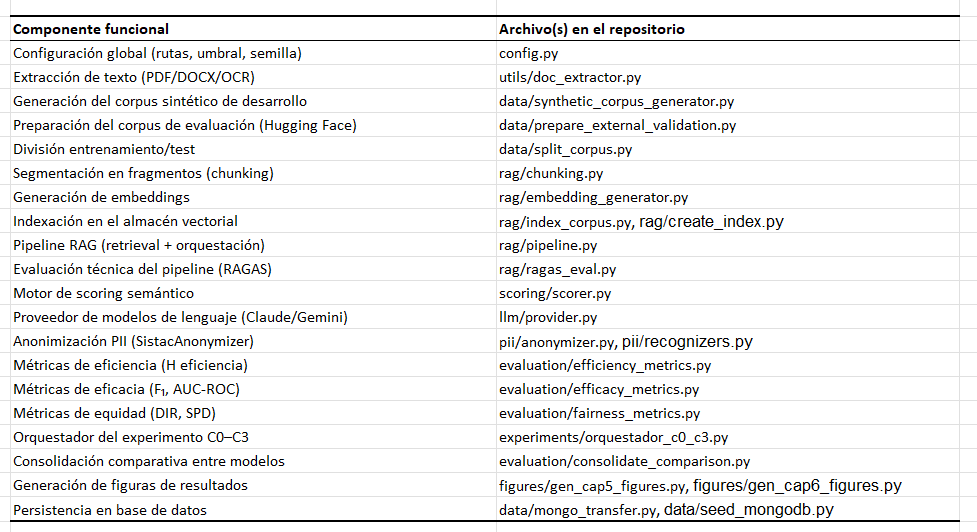 Componente funcional Archivo(s) en el repositorio
Configuración global (rutas, umbral, semilla) config.py
Extracción de texto (PDF/DOCX/OCR) utils/doc_extractor.py
Generación del corpus sintético de desarrollo data/synthetic_corpus_generator.py
Preparación del corpus de evaluación (Hugging Face) data/prepare_external_validation.py
División entrenamiento/test data/split_corpus.py
Segmentación en fragmentos (chunking) rag/chunking.py
Generación de embeddings rag/embedding_generator.py
Indexación en el almacén vectorial rag/index_corpus.py, rag/create_index.py
Pipeline RAG (retrieval + orquestación) rag/pipeline.py
Evaluación técnica del pipeline (RAGAS) rag/ragas_eval.py
Motor de scoring semántico scoring/scorer.py
Proveedor de modelos de lenguaje (Claude/Gemini) llm/provider.py
Anonimización PII (SistacAnonymizer) pii/anonymizer.py, pii/recognizers.py
Métricas de eficiencia (H eficiencia) evaluation/efficiency_metrics.py
Métricas de eficacia (F₁, AUC-ROC) evaluation/efficacy_metrics.py
Métricas de equidad (DIR, SPD) evaluation/fairness_metrics.py
Orquestador del experimento C0–C3 experiments/orquestador_c0_c3.py
Consolidación comparativa entre modelos evaluation/consolidate_comparison.py
Generación de figuras de resultados figures/gen_cap5_figures.py, figures/gen_cap6_figures.py
Persistencia en base de datos data/mongo_transfer.py, data/seed_mongodb.py